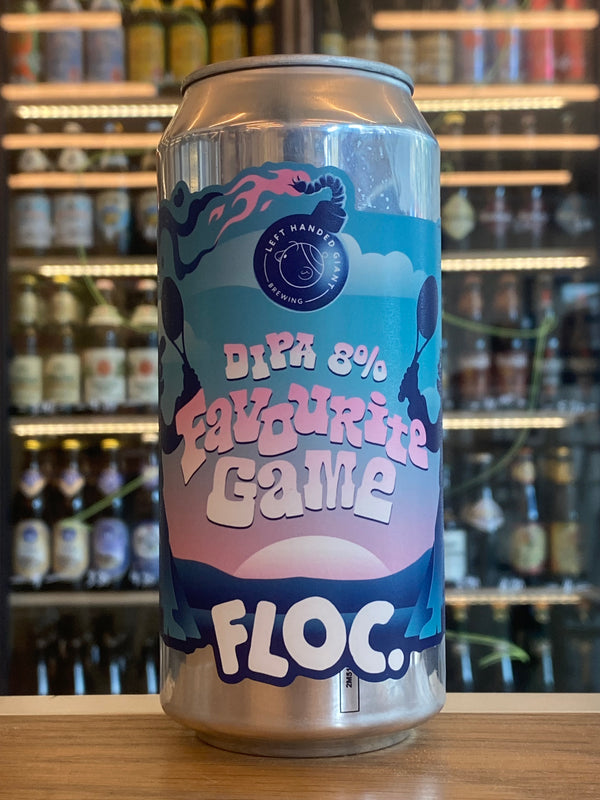 LEFT HANDED GIANT
BREWING
DIPA 8%
Favourite
Game
FLOC.